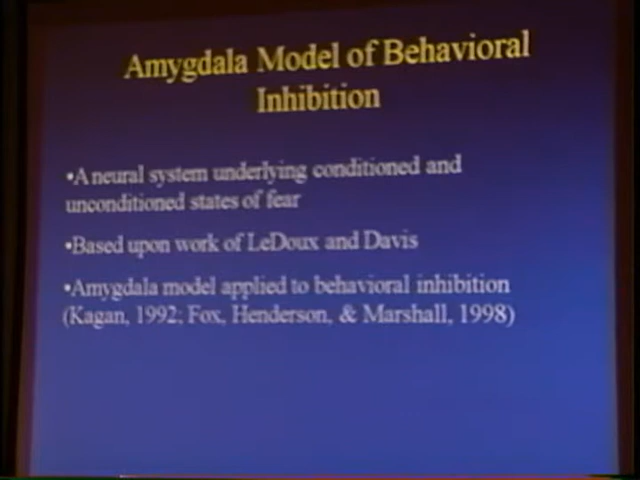 Amygdala Model of Behavioral
Inhibition
•A neural system underlying conditioned and
unconditioned states of fear
•Based upon work of LeDoux and Davis
•Amygdala model applied to behavioral inhibition
(Kagan, 1992; Fox, Henderson, & Marshall, 1998)